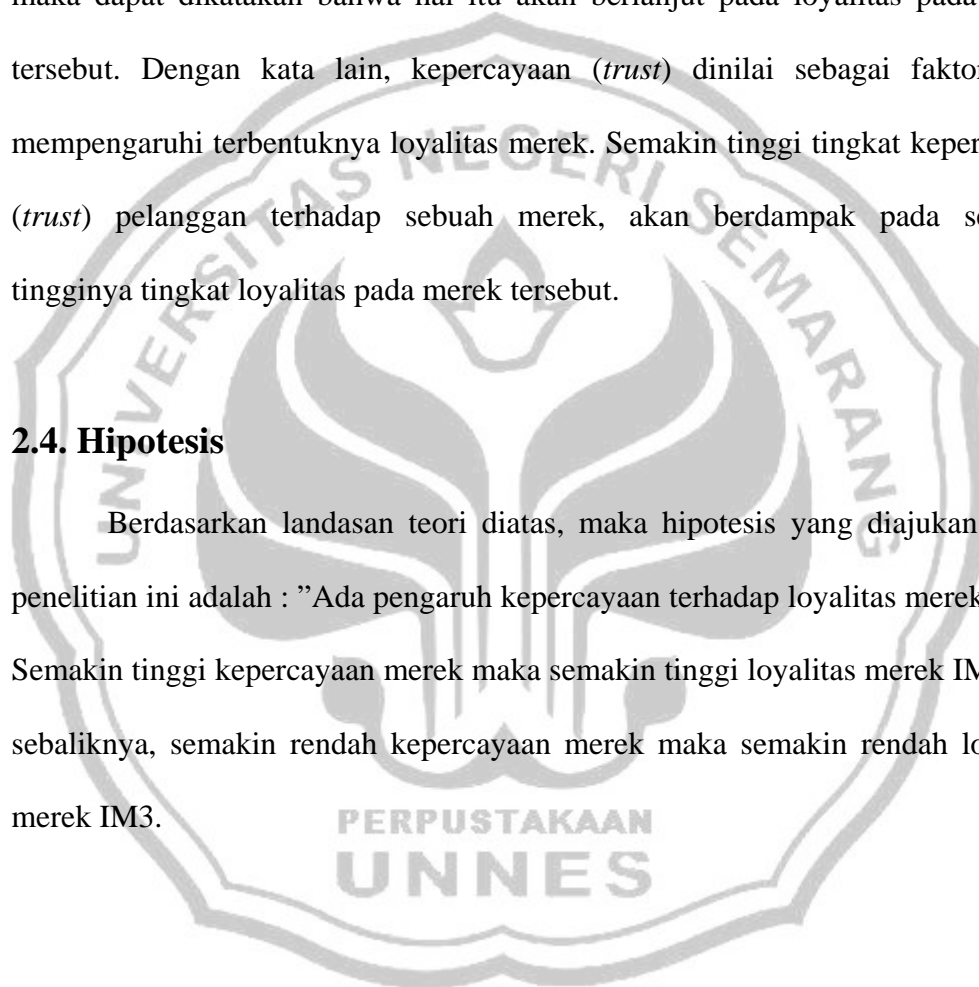 maka dapat dikatakan bahwa hal itu akan berlanjut pada loyalitas pada
tersebut. Dengan kata lain, kepercayaan (trust) dinilai sebagai fakto
mempengaruhi terbentuknya loyalitas merek. Semakin tinggi tingkat keper
(trust) pelanggan terhadap sebuah merek, akan berdampak pada se
tingginya tingkat loyalitas pada merek tersebut.
2.4. Hipotesis
Berdasarkan landasan teori diatas, maka hipotesis yang diajukan
penelitian ini adalah : ”Ada pengaruh kepercayaan terhadap loyalitas merek
Semakin tinggi kepercayaan merek maka semakin tinggi loyalitas merek IM
sebaliknya, semakin rendah kepercayaan merek maka semakin rendah lo
merek IM3.
UNIVERSITAS NEGERI SEMARANG
PERPUSTAKAAN
UNNES